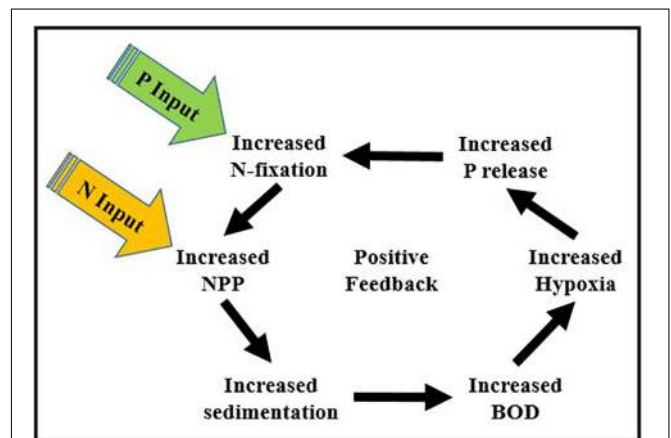 P Input
N Input
Increased
N-fixation
Increased
P release
Increased
NPP
Positive
Feedback
Increased
Hypoxia
Increased
sedimentation
Increased
BOD